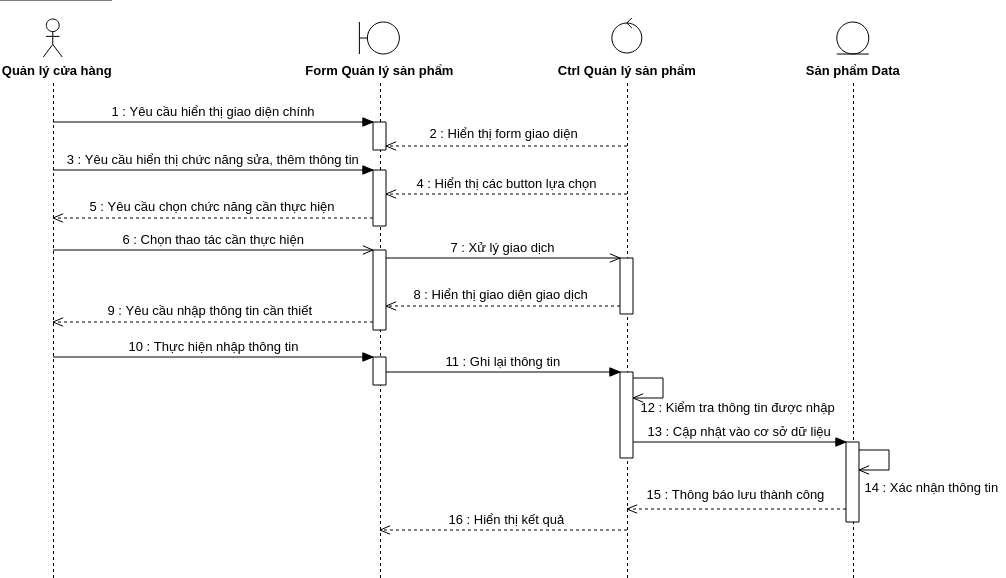 Quản lý cửa hàng
Form Quản lý sản phẩm
Ctrl Quản lý sản phẩm
Sản phẩm Data
1 : Yêu cầu hiển thị giao diện chính
2 : Hiển thị form giao diện
3 : Yêu cầu hiển thị chức năng sửa, thêm thông tin
4 : Hiển thị các button lựa chọn
5 : Yêu cầu chọn chức năng cần thực hiện
6 : Chọn thao tác cần thực hiện
7 : Xử lý giao dịch
8 : Hiển thị giao diện giao dịch
9 : Yêu cầu nhập thông tin cần thiết
10 : Thực hiện nhập thông tin
11 : Ghi lại thông tin
12 : Kiểm tra thông tin được nhập
13 : Cập nhật vào cơ sở dữ liệu
14 : Xác nhận thông tin
15 : Thông báo lưu thành công
16 : Hiển thị kết quả